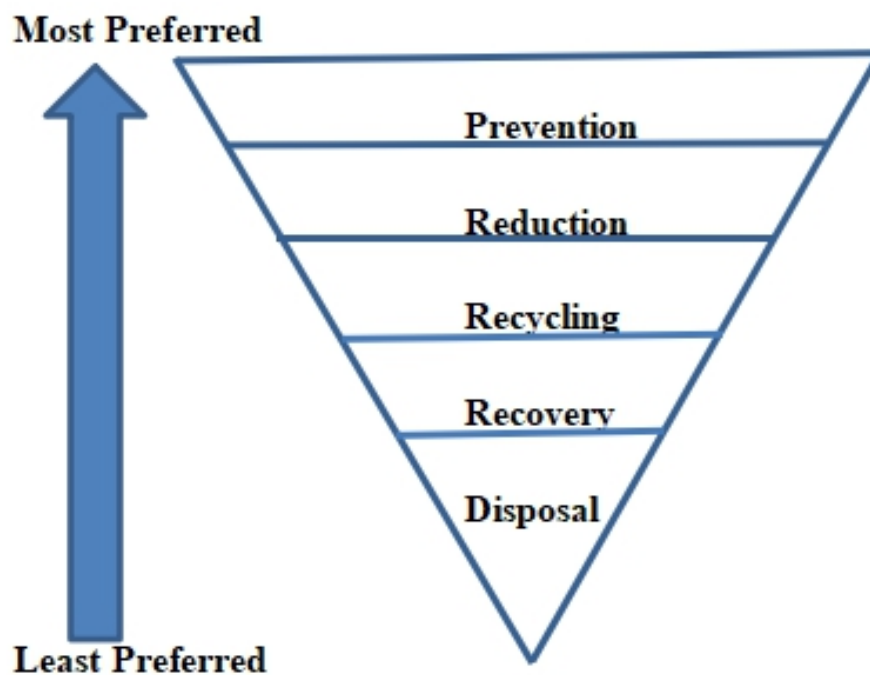 Most Preferred
Prevention
Reduction
Recycling
Recovery
Disposal
Least Preferred